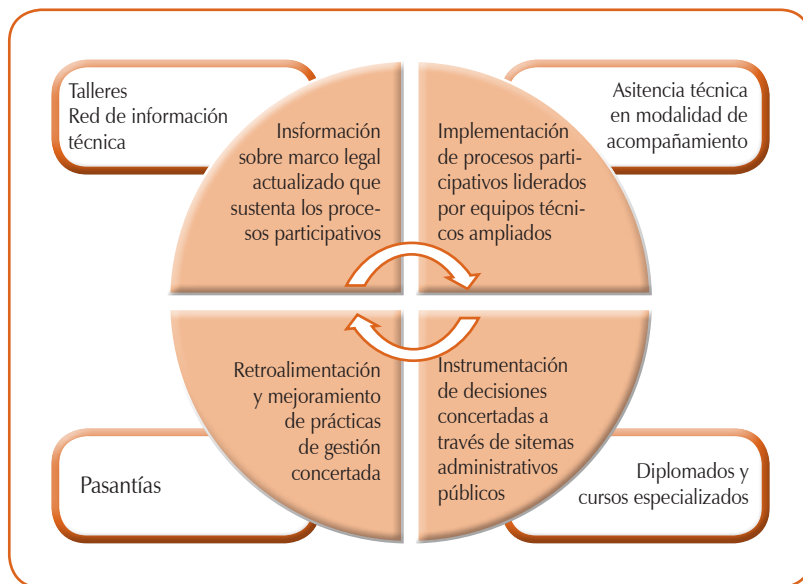 Talleres
Red de información
técnica
Insformación
sobre marco legal
actualizado que
sustenta los proce-
sos participativos
Implementación
de procesos parti-
cipativos liderados
por equipos técni-
cos ampliados
Asitencia técnica
en modalidad de
acompañamiento
Retroalimentación
y mejoramiento
de prácticas
de gestión
concertada
Instrumentación
de decisiones
concertadas a
través de sitemas
administrativos
públicos
Pasantías
Diplomados y
cursos especializados